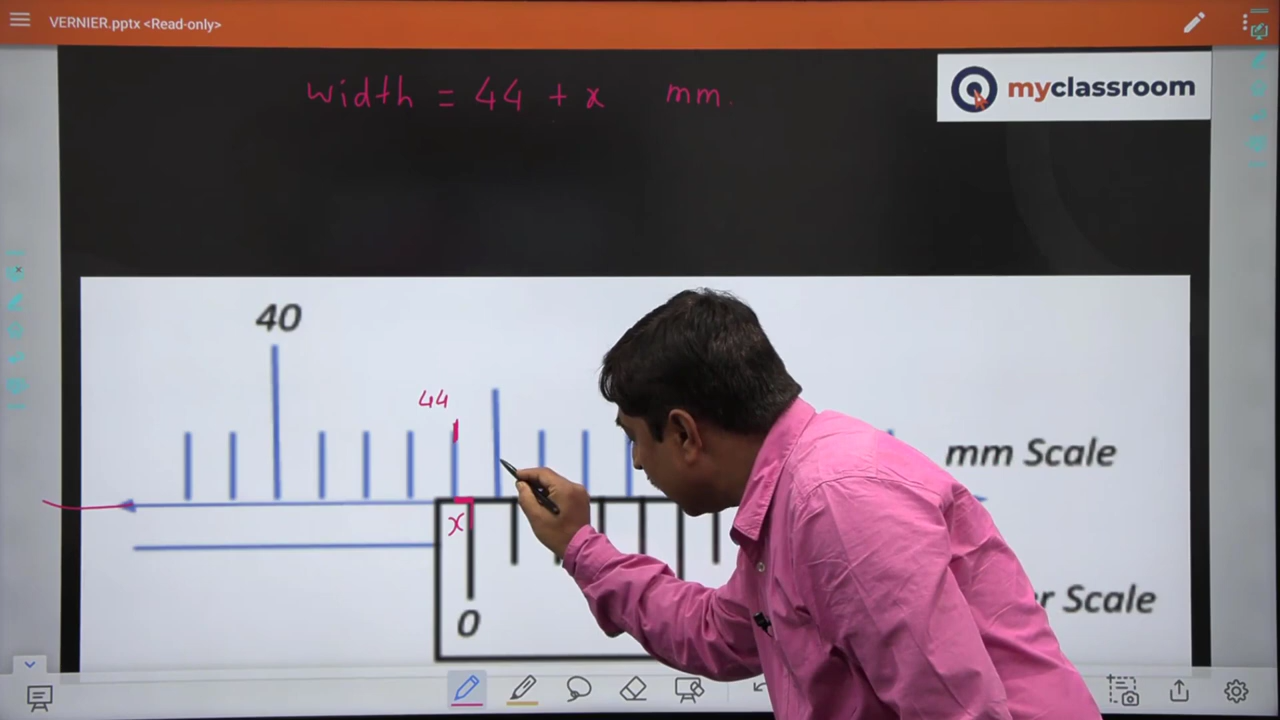 VERNIER.pptx <Read-only>
width = 44 + x mm.
myclassroom
40
44
mm Scale
x
0
Scale